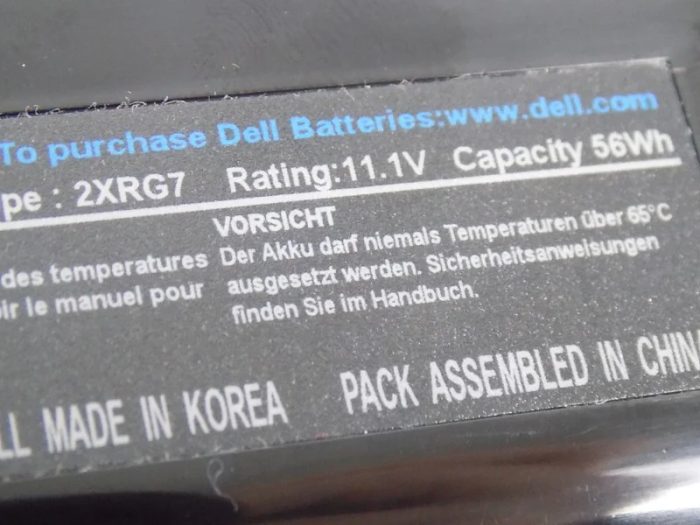 To purchase Dell Batteries:www.dell.com
pe : 2XRG7 Rating:11.1V Capacity 56Wh
des temperatures
ir le manuel pour
VORSICHT
Der Akku darf niemals Temperaturen über 65°C
ausgesetzt werden. Sicherheitsanweisungen
finden Sie im Handbuch.
LL MADE IN KOREA PACK ASSEMBLED IN CHINA